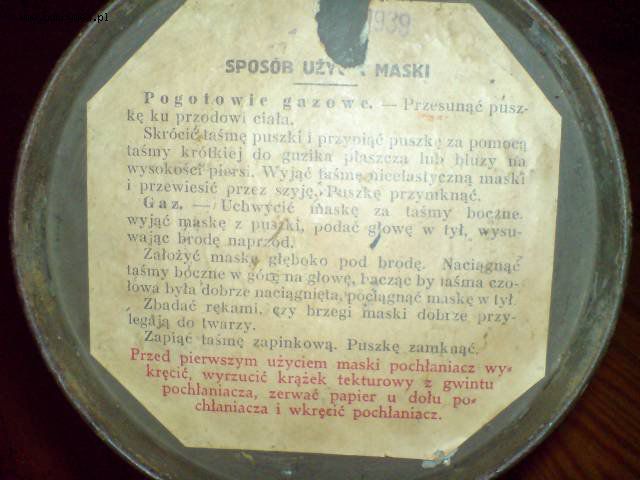 1939
SPOSÓB UŻYC MASKI
Pogotowie gazowe. — Przesunąć pusz-
kę ku przodowi ciała.
Skrócić taśmę puszki i przypiąć puszkę za pomocą
taśmy krótkiej do guzika płaszcza lub bluzy na
wysokości piersi. Wyjąć taśmę nieelastyczną maski
i przewiesić przez szyję. Puszkę przymknąć.
Gaz. — Uchwycić maskę za taśmy boczne,
wyjąć maskę z puszki, podać głowę w tył, wysu-
wając brodę naprzód.
Założyć maskę głęboko pod brodę. Naciągnąć
taśmy boczne w górę na głowę, bacząc by taśma czo-
łowa była dobrze naciągnięta, pociągnąć maskę w tył.
Zbadać rękami, czy brzegi maski dobrze przy-
legają do twarzy.
Zapiąć taśmę zapinkową. Puszkę zamknąć.
Przed pierwszym użyciem maski pochłaniacz wy-
kręcić, wyrzucić krążek tekturowy z gwintu
pochłaniacza, zerwać papier u dołu po-
chłaniacza i wkręcić pochłaniacz.